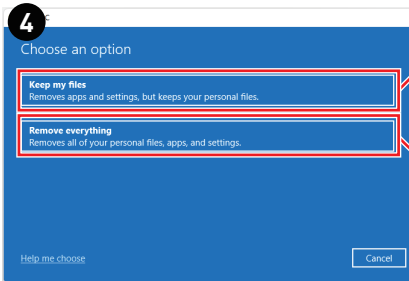 4
Choose an option
Keep my files
Removes apps and settings, but keeps your personal files.
Remove everything
Removes all of your personal files, apps, and settings.
Help me choose
Cancel